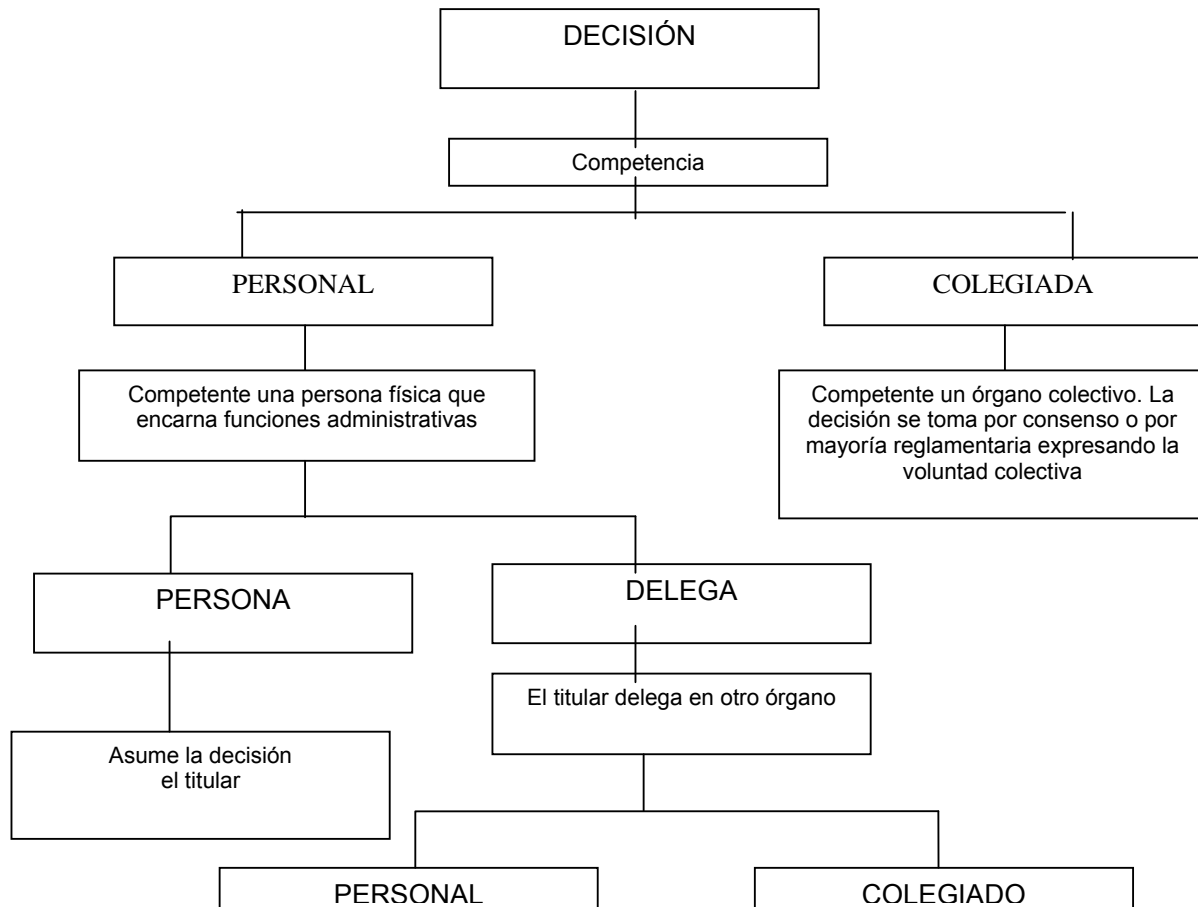 DECISIÓN
Competencia
PERSONAL
COLEGIADA
Competente una persona física que
encarna funciones administrativas
Competente un órgano colectivo. La
decisión se toma por consenso o por
mayoría reglamentaria expresando la
voluntad colectiva
PERSONA
DELEGA
El titular delega en otro órgano
Asume la decisión
el titular
PERSONAL
COLEGIADO